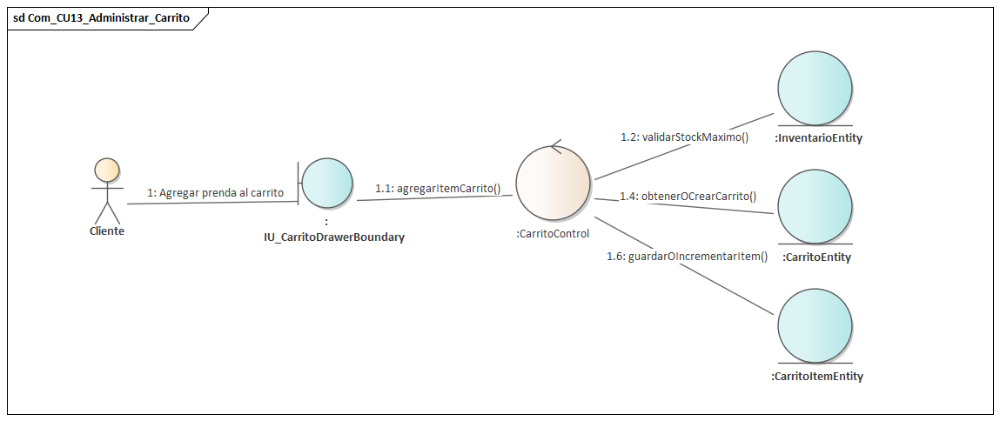 sd Com_CU13_Administrar_Carrito
1.2: validarStockMaximo()
:InventarioEntity
1: Agregar prenda al carrito
1.1: agregarItemCarrito()
1.4: obtenerOCrearCarrito()
Cliente
:
IU_CarritoDrawerBoundary
:CarritoControl
1.6: guardarOIncrementarItem()
:CarritoEntity
:CarritoItemEntity